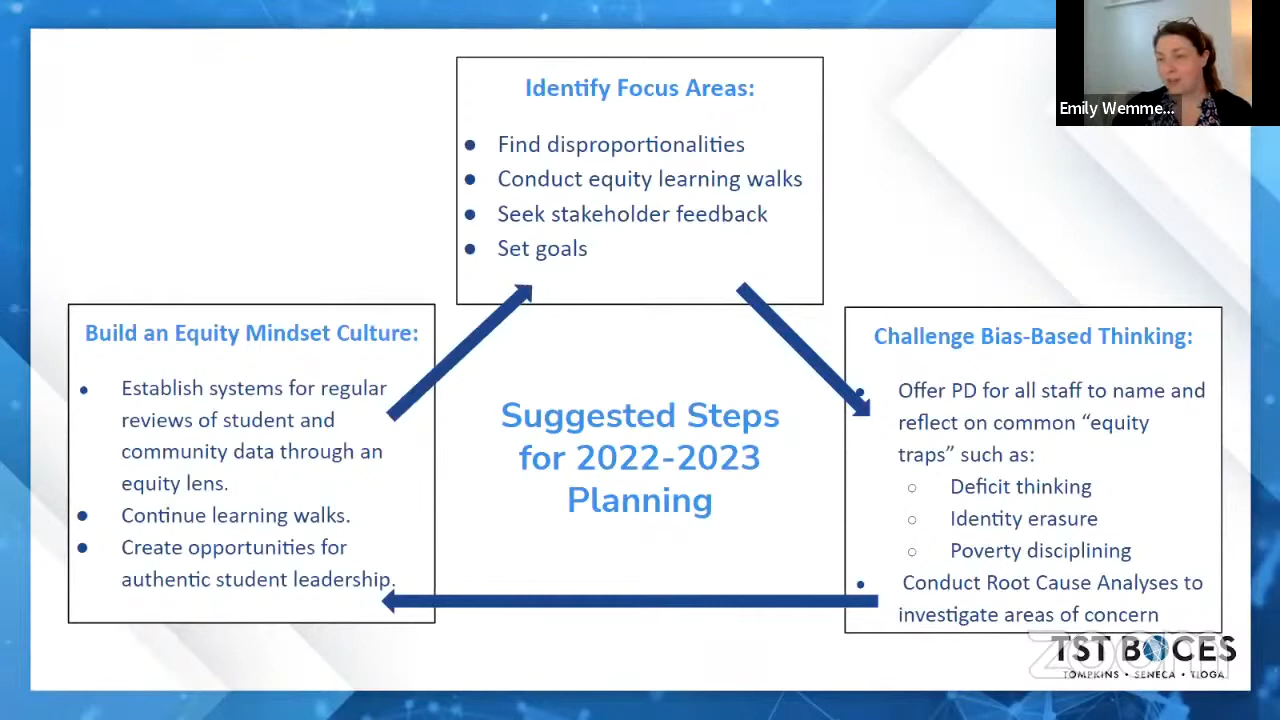 Emily Wemme...
Identify Focus Areas:
● Find disproportionalities
● Conduct equity learning walks
● Seek stakeholder feedback
● Set goals
Build an Equity Mindset Culture:
● Establish systems for regular
reviews of student and
community data through an
equity lens.
● Continue learning walks.
● Create opportunities for
authentic student leadership.
Suggested Steps
for 2022-2023
Planning
Challenge Bias-Based Thinking:
● Offer PD for all staff to name and
reflect on common “equity
traps” such as:
○ Deficit thinking
○ Identity erasure
○ Poverty disciplining
● Conduct Root Cause Analyses to
investigate areas of concern
zoom
TST BOCES
TOMPKINS • SENECA • TIOGA